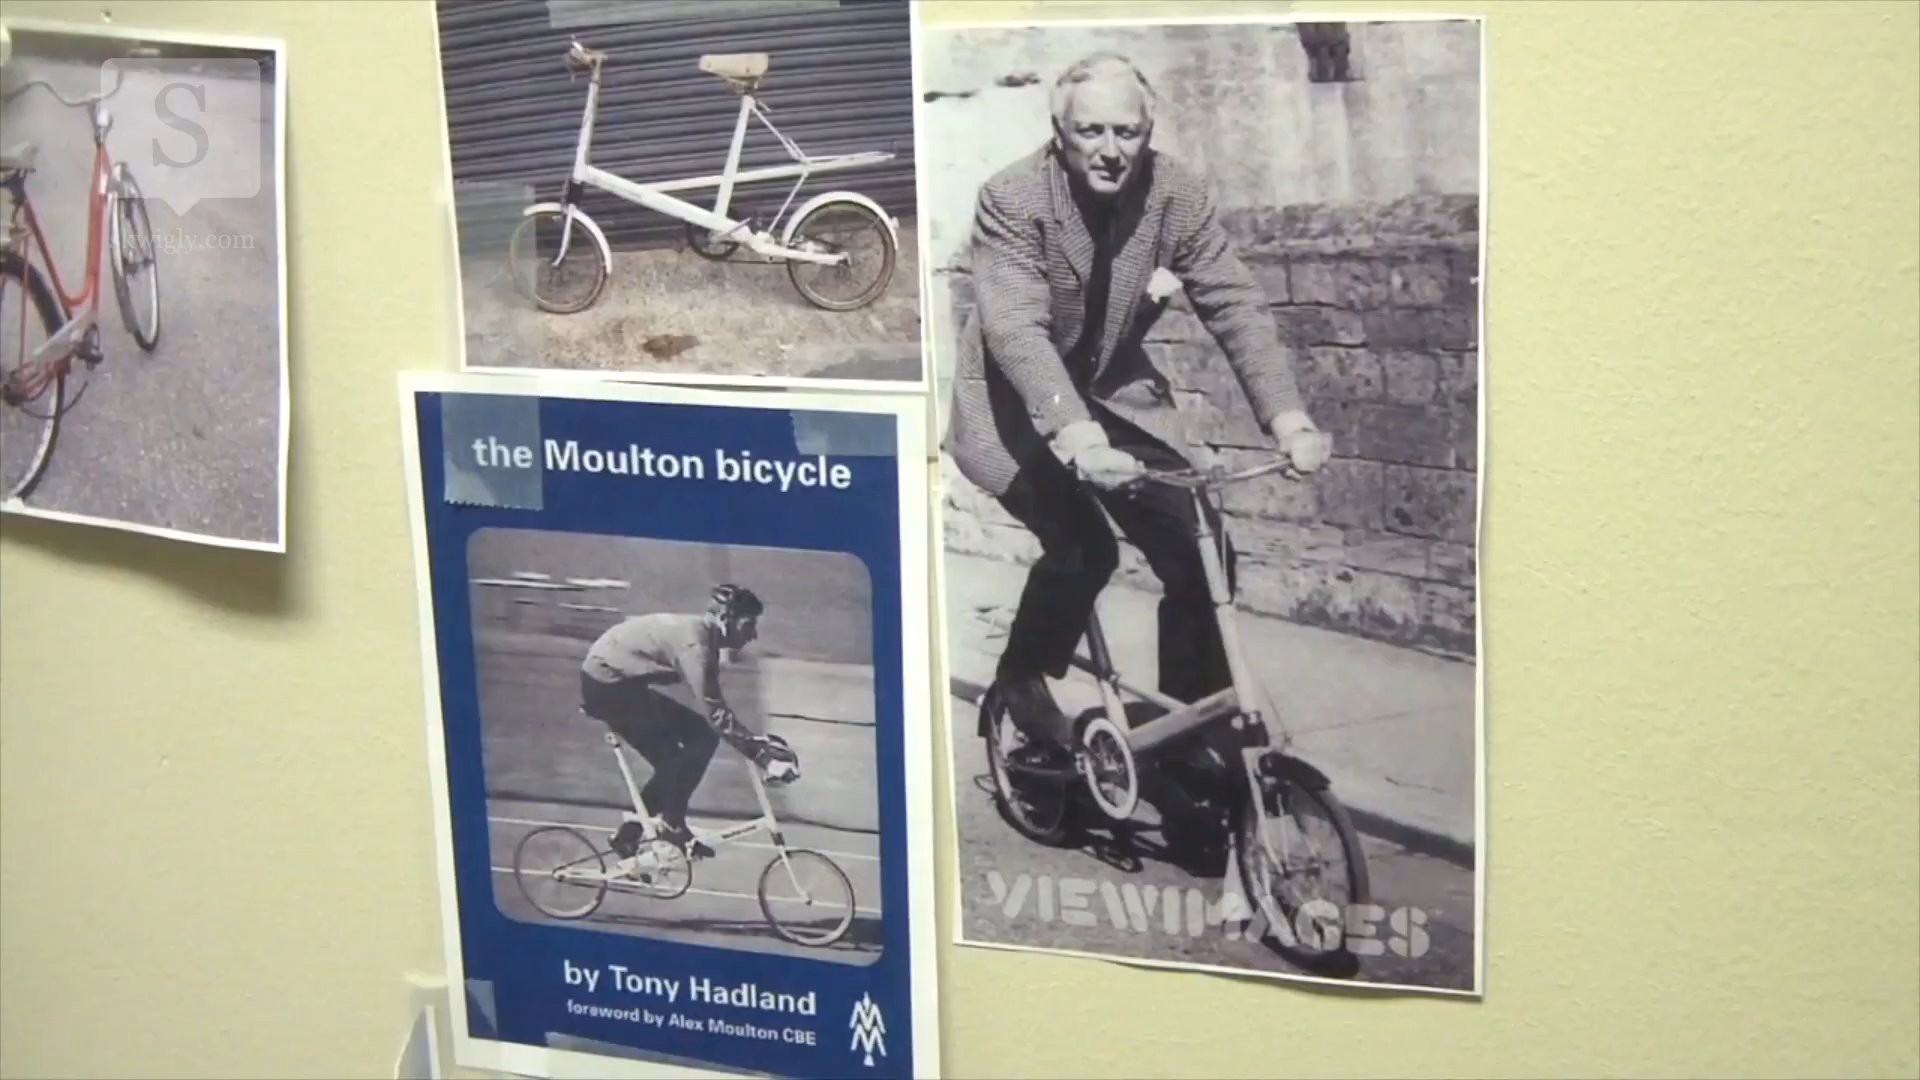 S
skwigly.com
the Moulton bicycle
by Tony Hadland
foreword by Alex Moulton CBE
VIEWIMAGES